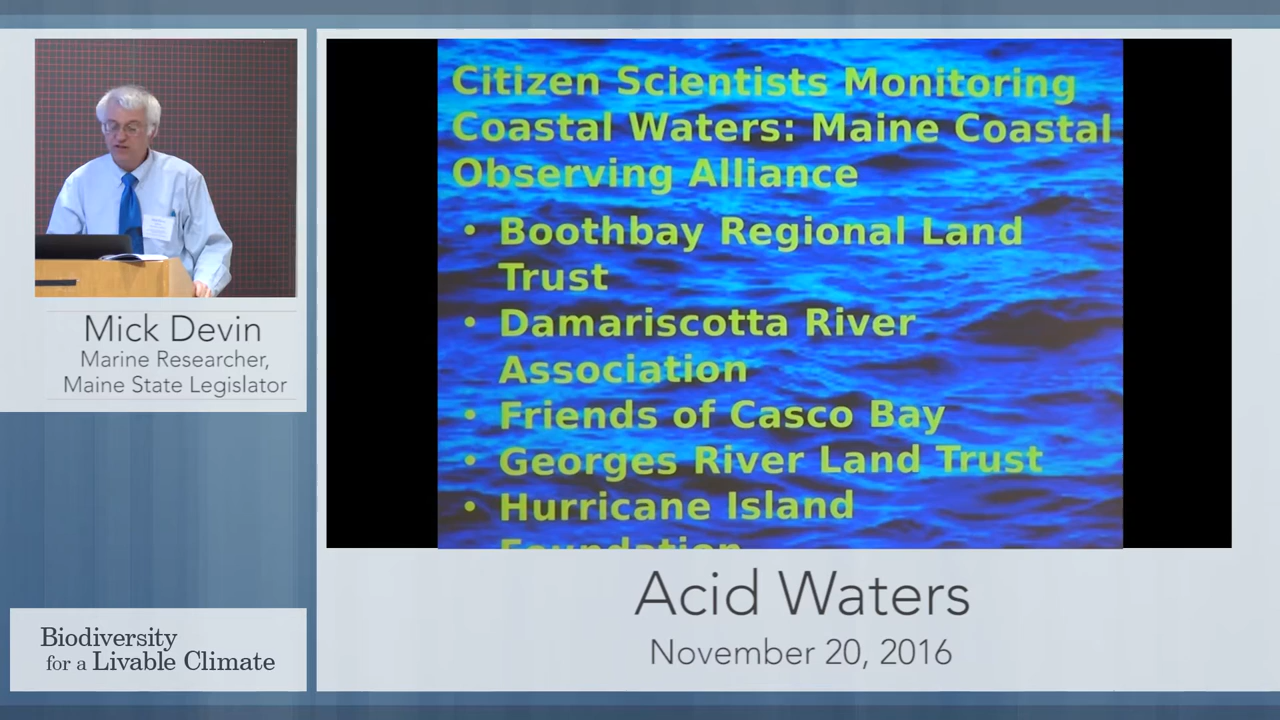 Citizen Scientists Monitoring
Coastal Waters: Maine Coastal
Observing Alliance
• Boothbay Regional Land
Trust
• Damariscotta River
Association
• Friends of Casco Bay
• Georges River Land Trust
• Hurricane Island
Foundation
Mick Devin
Marine Researcher,
Maine State Legislator
Acid Waters
November 20, 2016
Biodiversity
for a Livable Climate